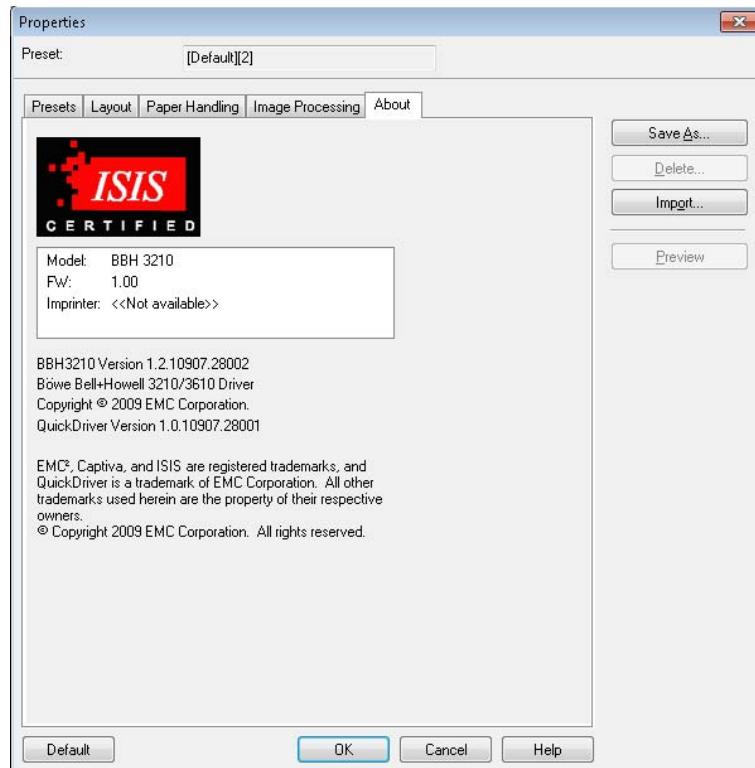 Properties
Preset: [Default][2]
Presets Layout Paper Handling Image Processing About
Save As...
Delete...
Import...
Preview
ISIS
CERTIFIED
Model: BBH 3210
FW: 1.00
Imprinter: <<Not available>>
BBH3210 Version 1.2.10907.28002
Böwe Bell+Howell 3210/3610 Driver
Copyright © 2009 EMC Corporation.
QuickDriver Version 1.0.10907.28001
EMC², Captiva, and ISIS are registered trademarks, and
QuickDriver is a trademark of EMC Corporation. All other
trademarks used herein are the property of their respective
owners.
© Copyright 2009 EMC Corporation. All rights reserved.
Default OK Cancel Help